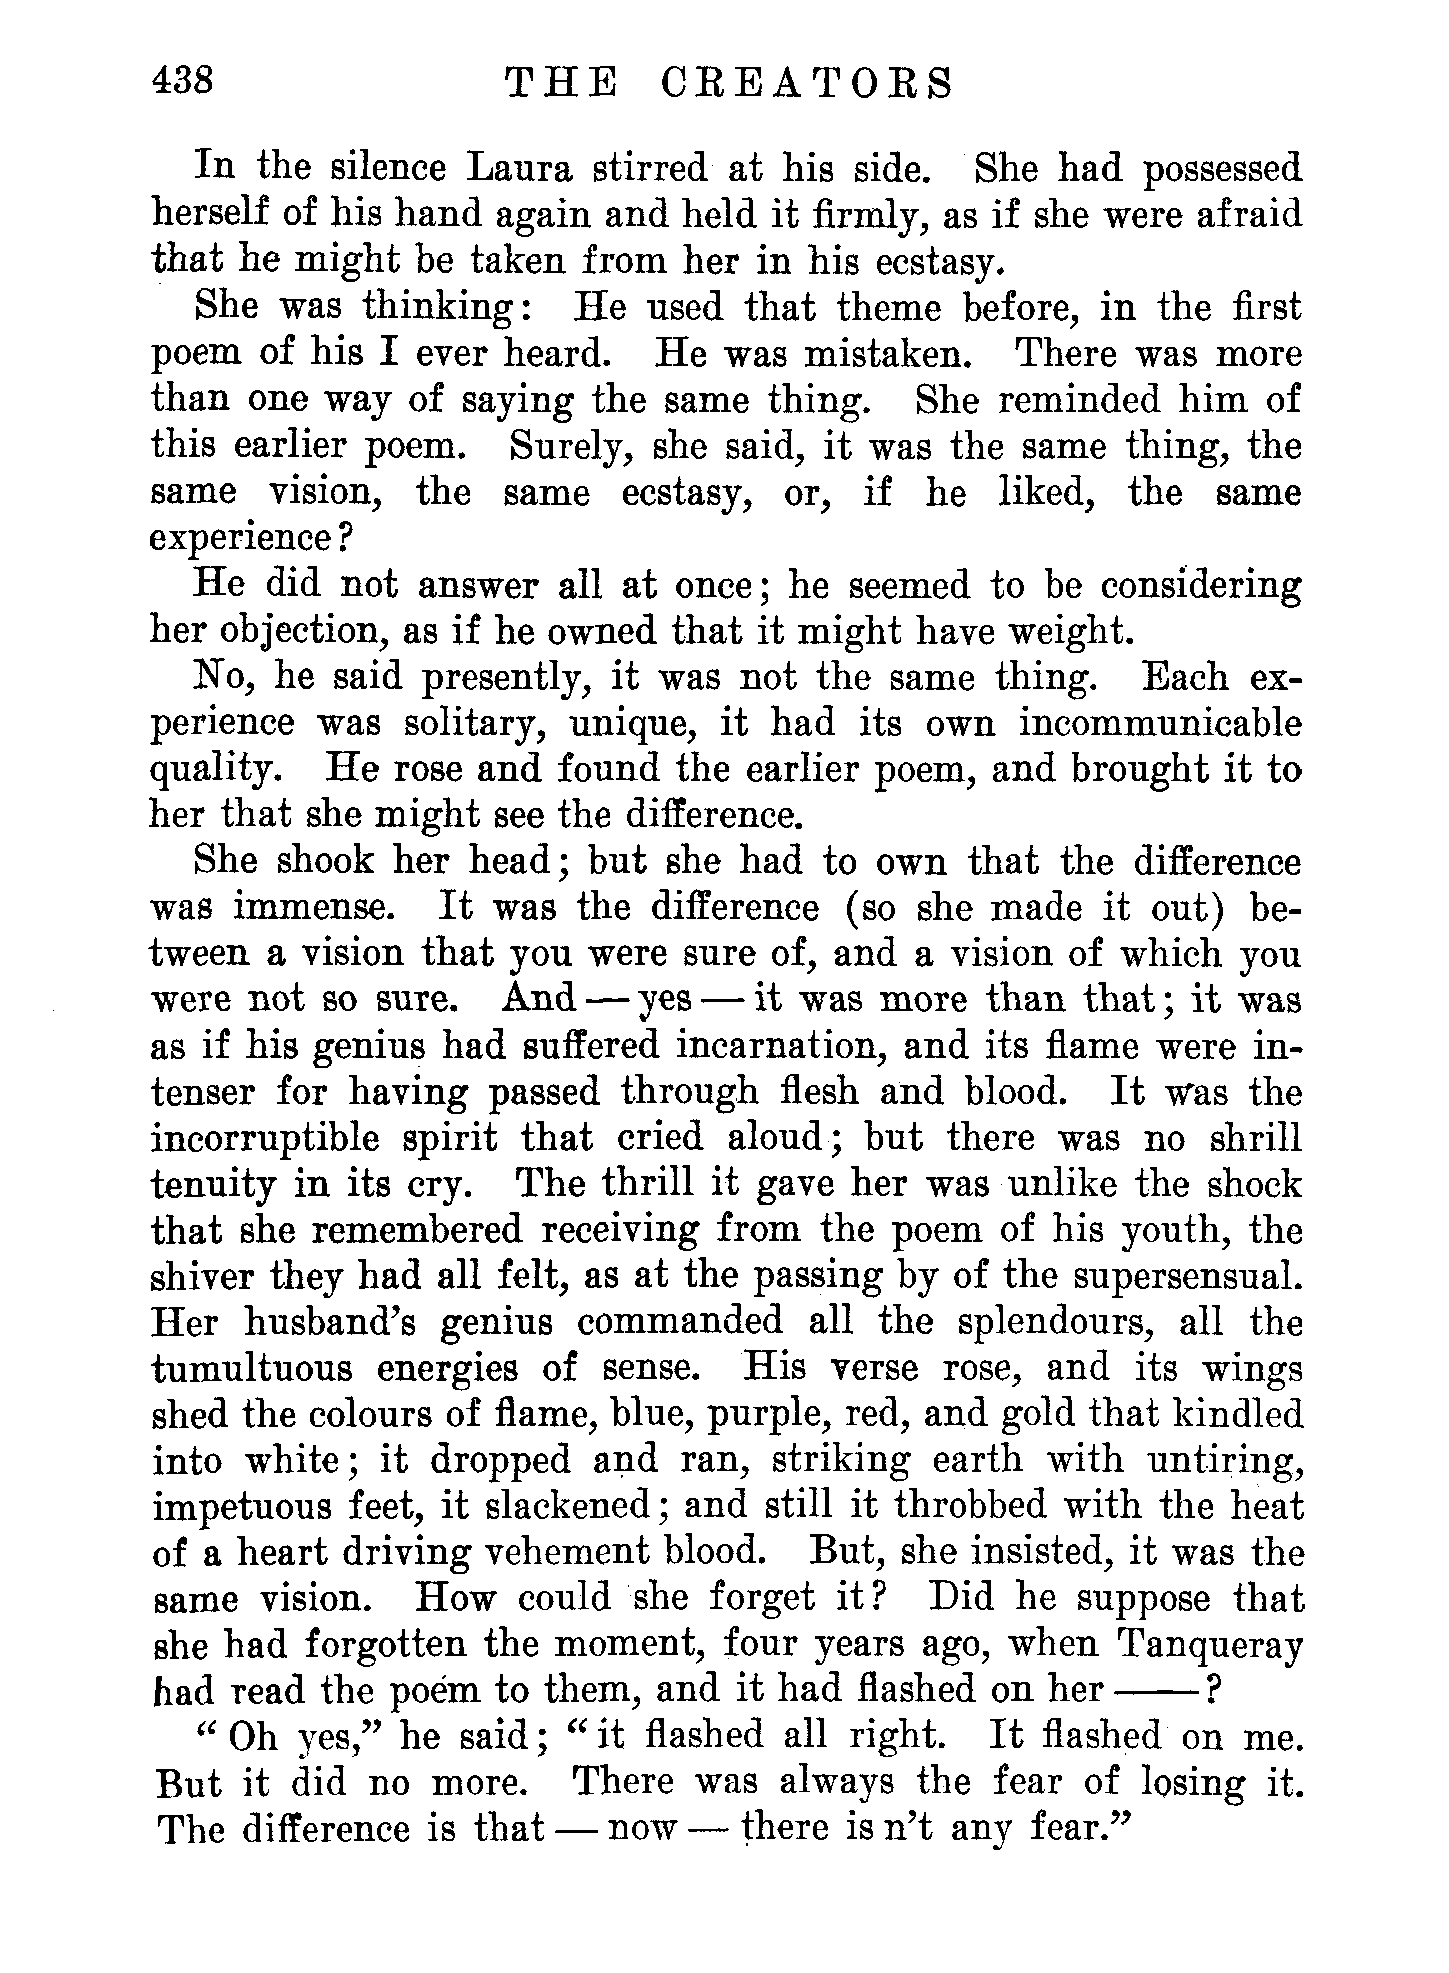 438 THE CREATORS
In the silence Laura stirred at his side. She had possessed
herself of his hand again and held it firmly, as if she were afraid
that he might be taken from her in his ecstasy.
She was thinking: He used that theme before, in the first
poem of his I ever heard. He was mistaken. There was more
than one way of saying the same thing. She reminded him of
this earlier poem. Surely, she said, it was the same thing, the
same vision, the same ecstasy, or, if he liked, the same
experience?
He did not answer all at once; he seemed to be considering
her objection, as if he owned that it might have weight.
No, he said presently, it was not the same thing. Each ex-
perience was solitary, unique, it had its own incommunicable
quality. He rose and found the earlier poem, and brought it to
her that she might see the difference.
She shook her head; but she had to own that the difference
was immense. It was the difference (so she made it out) be-
tween a vision that you were sure of, and a vision of which you
were not so sure. And — yes — it was more than that; it was
as if his genius had suffered incarnation, and its flame were in-
tenser for having passed through flesh and blood. It was the
incorruptible spirit that cried aloud; but there was no shrill
tenuity in its cry. The thrill it gave her was unlike the shock
that she remembered receiving from the poem of his youth, the
shiver they had all felt, as at the passing by of the supersensual.
Her husband's genius commanded all the splendours, all the
tumultuous energies of sense. His verse rose, and its wings
shed the colours of flame, blue, purple, red, and gold that kindled
into white; it dropped and ran, striking earth with untiring,
impetuous feet, it slackened; and still it throbbed with the heat
of a heart driving vehement blood. But, she insisted, it was the
same vision. How could she forget it? Did he suppose that
she had forgotten the moment, four years ago, when Tanqueray
had read the poem to them, and it had flashed on her ——?
"Oh yes," he said; "it flashed all right. It flashed on me.
But it did no more. There was always the fear of losing it.
The difference is that — now — there is n't any fear."